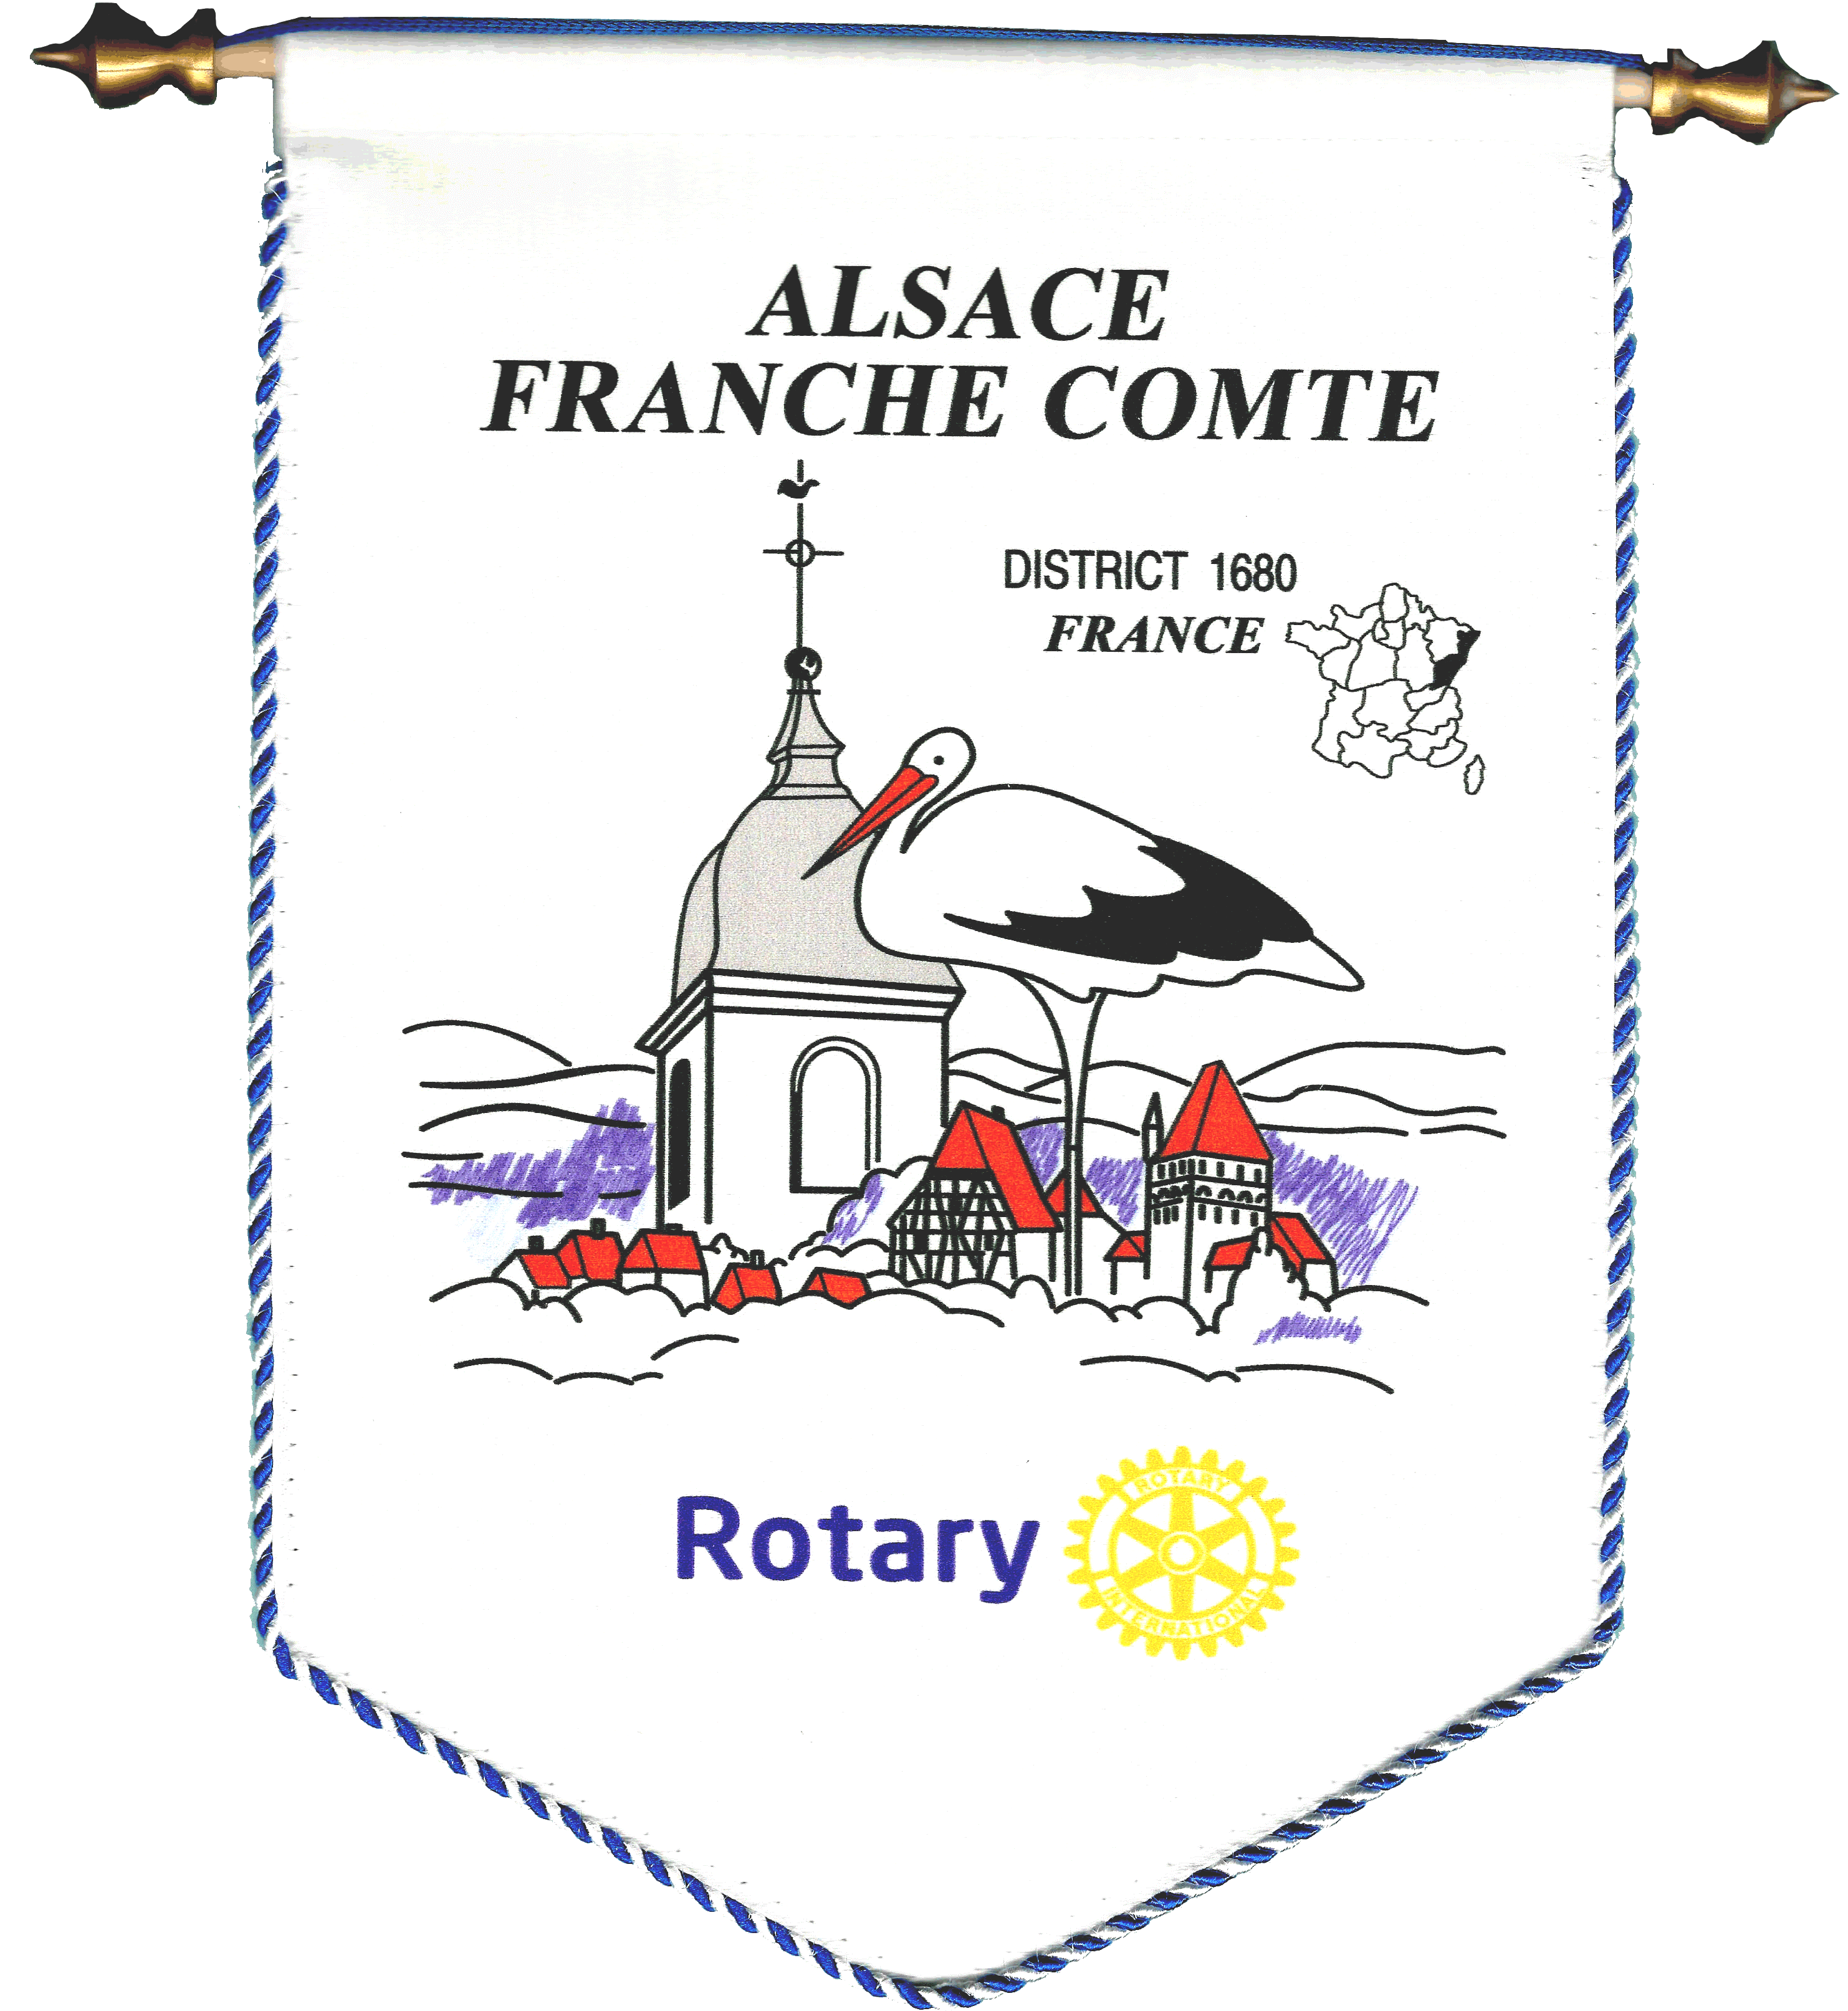 ALSACE
FRANCHE COMTE
DISTRICT 1680
FRANCE
Rotary
ROTARY
INTERNATIONAL